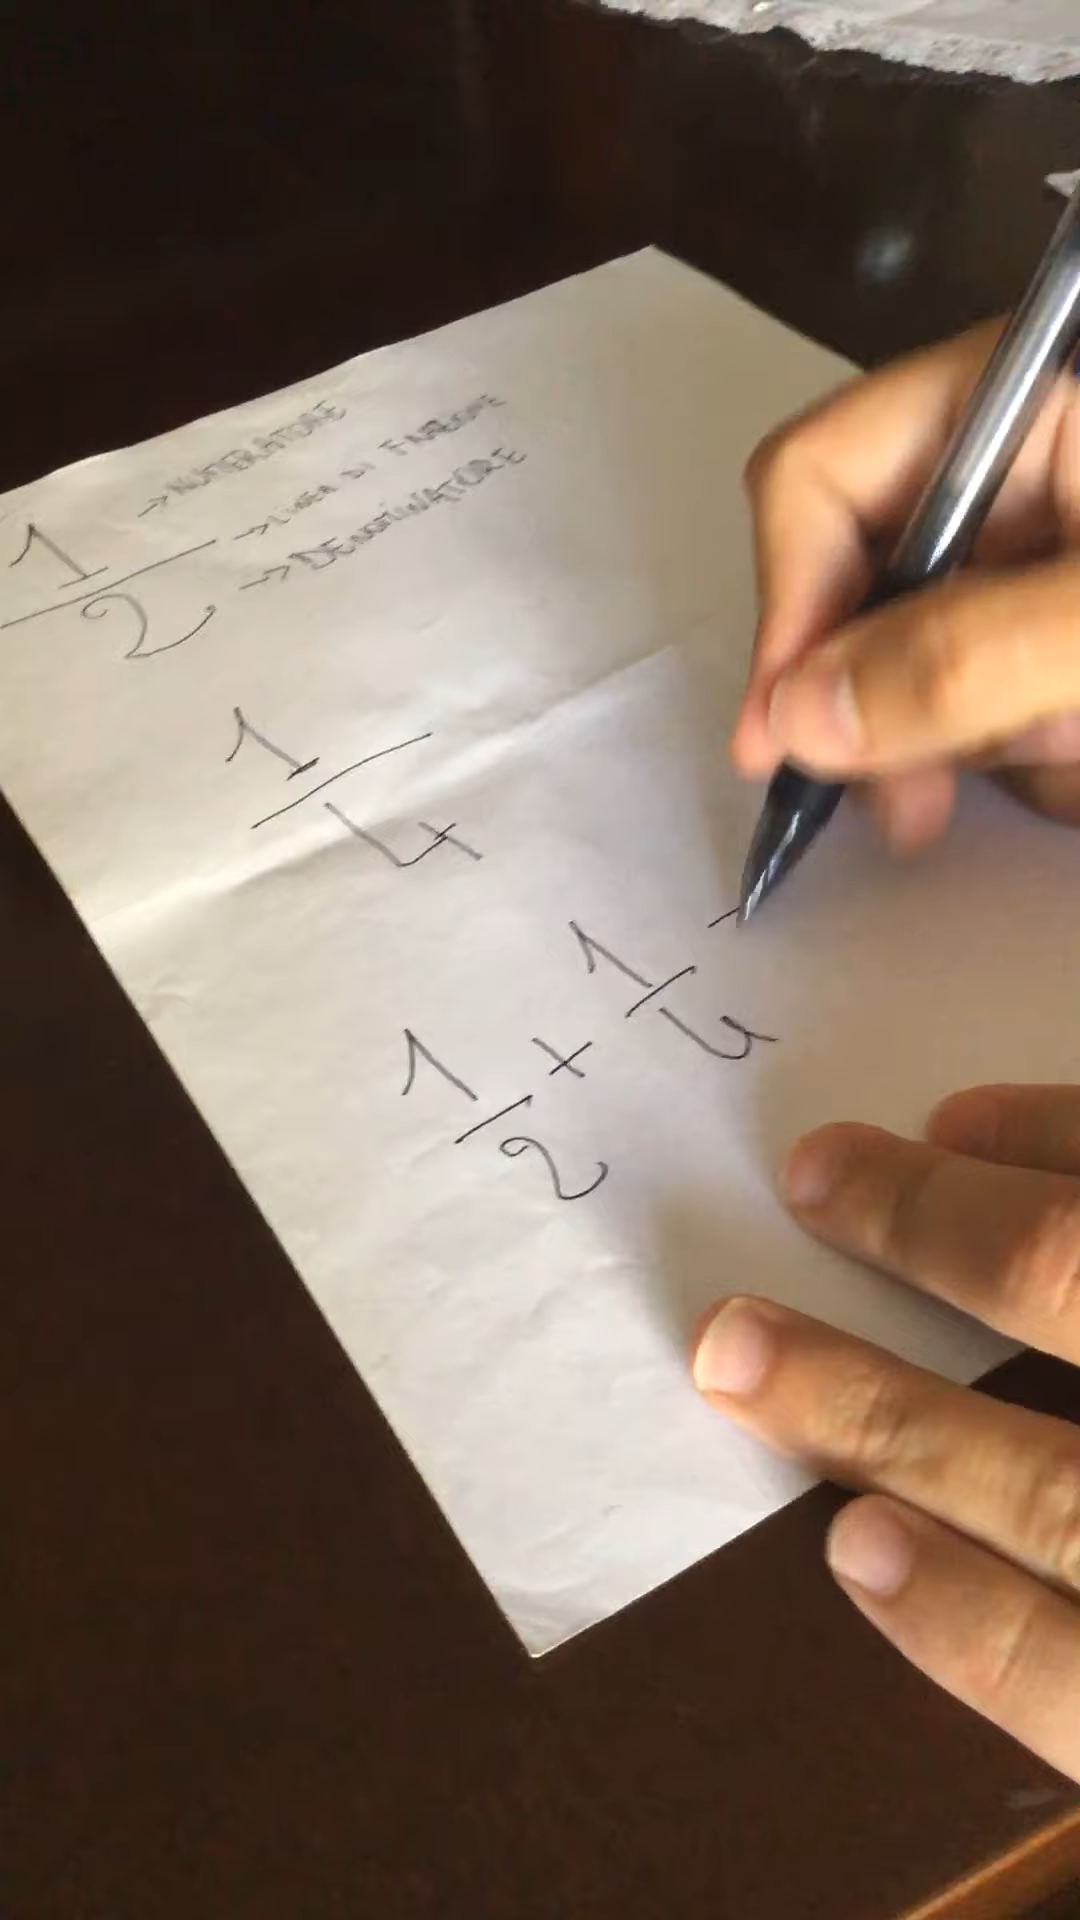 1/2
-> NUMERATORE
-> LINEA DI FRAZIONE
-> DENOMINATORE
1/4
1/2 + 1/4